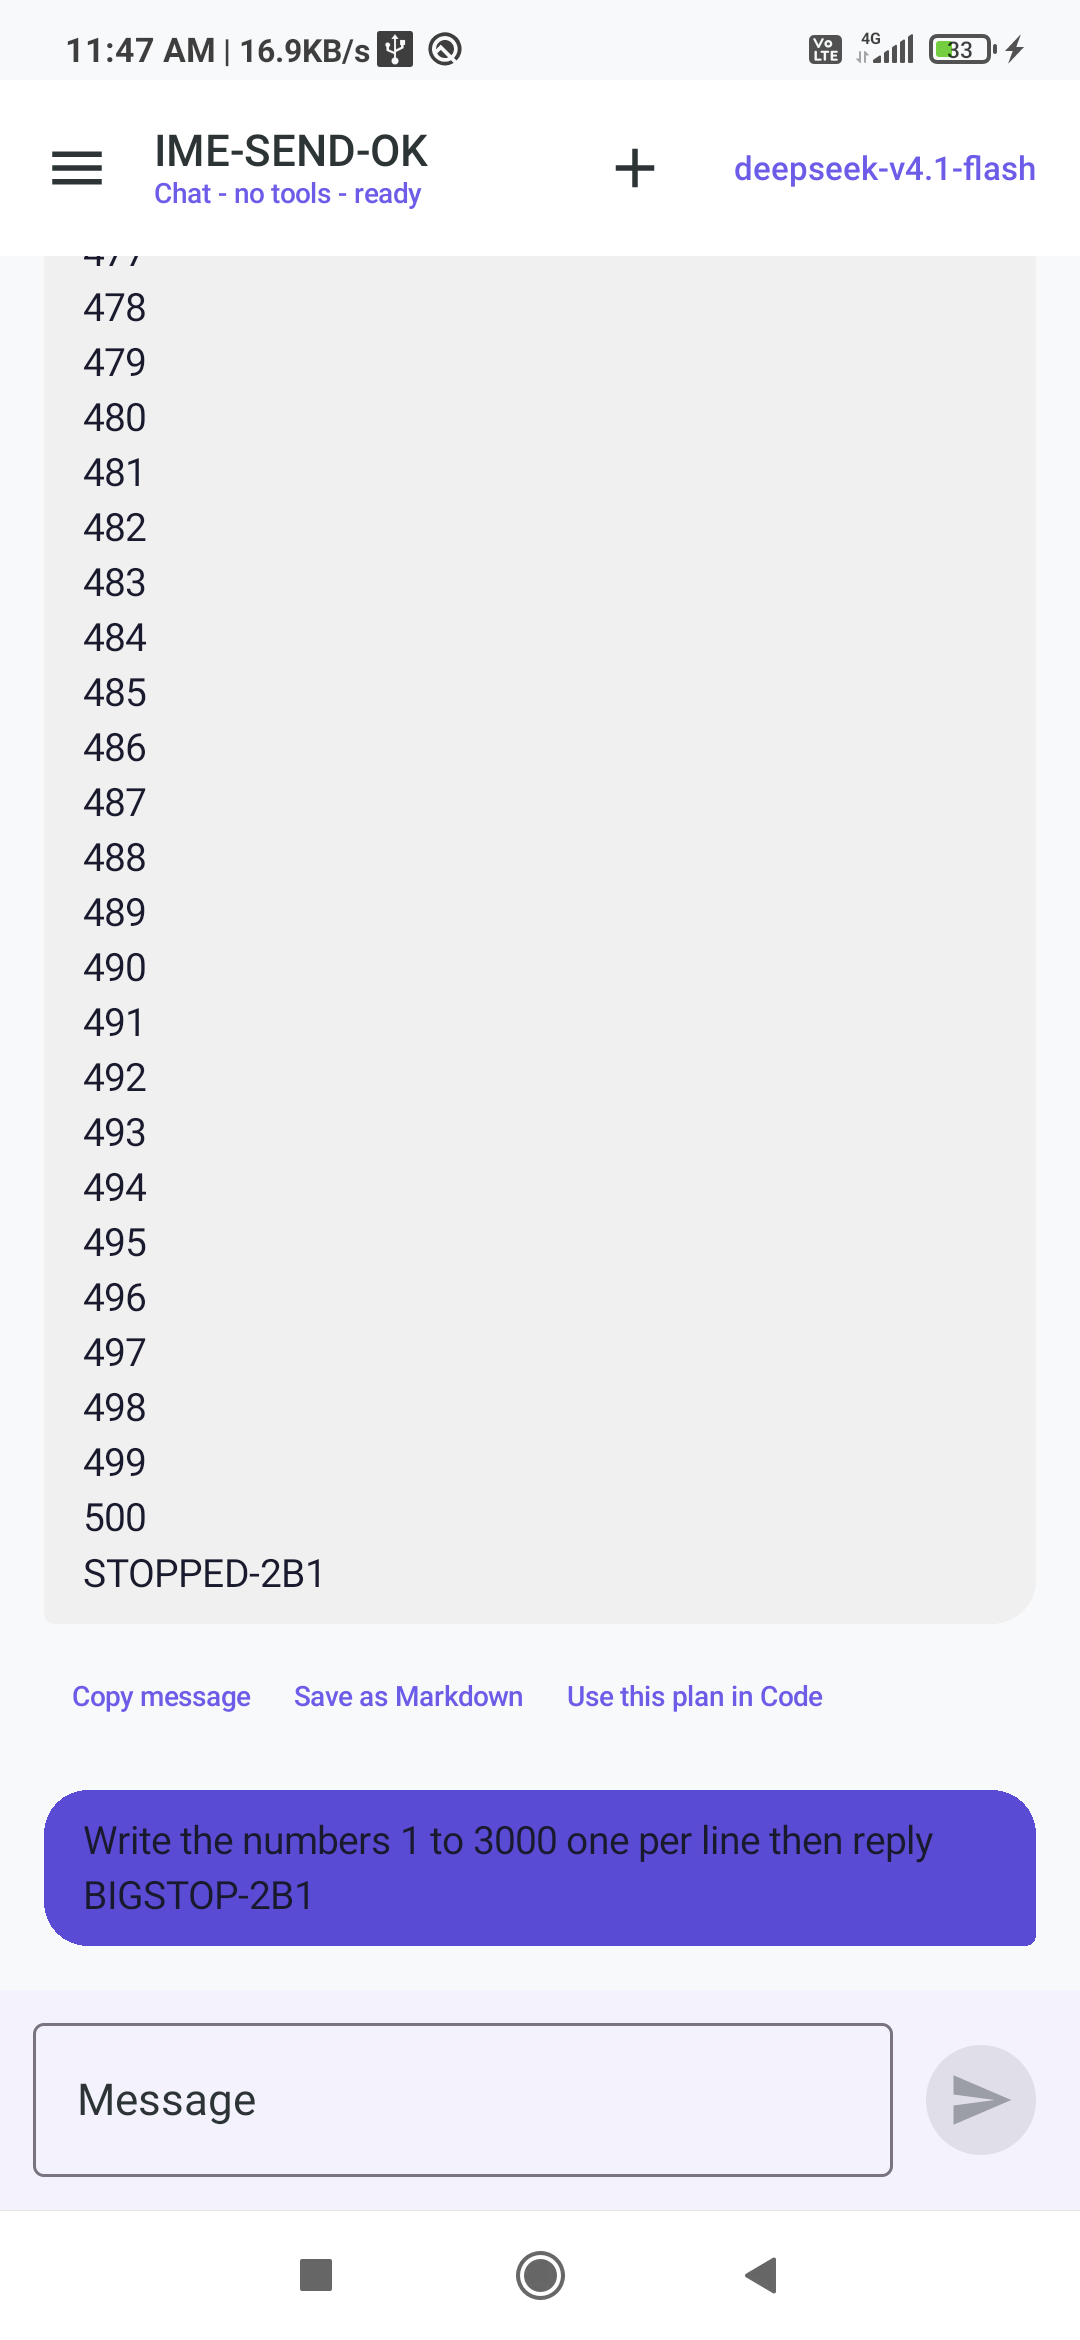 11:47 AM | 16.9KB/s
Vo LTE
4G
33
IME-SEND-OK
Chat - no tools - ready
deepseek-v4.1-flash
477
478
479
480
481
482
483
484
485
486
487
488
489
490
491
492
493
494
495
496
497
498
499
500
STOPPED-2B1
Copy message
Save as Markdown
Use this plan in Code
Write the numbers 1 to 3000 one per line then reply
BIGSTOP-2B1
Message